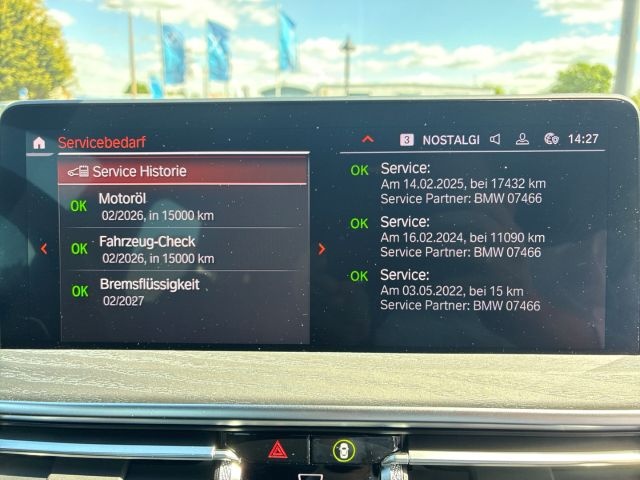 Servicebedarf
3 NOSTALGI 14:27
Service Historie
OK Motoröl
02/2026, in 15000 km
OK Fahrzeug-Check
02/2026, in 15000 km
OK Bremsflüssigkeit
02/2027
OK Service:
Am 14.02.2025, bei 17432 km
Service Partner: BMW 07466
OK Service:
Am 16.02.2024, bei 11090 km
Service Partner: BMW 07466
OK Service:
Am 03.05.2022, bei 15 km
Service Partner: BMW 07466